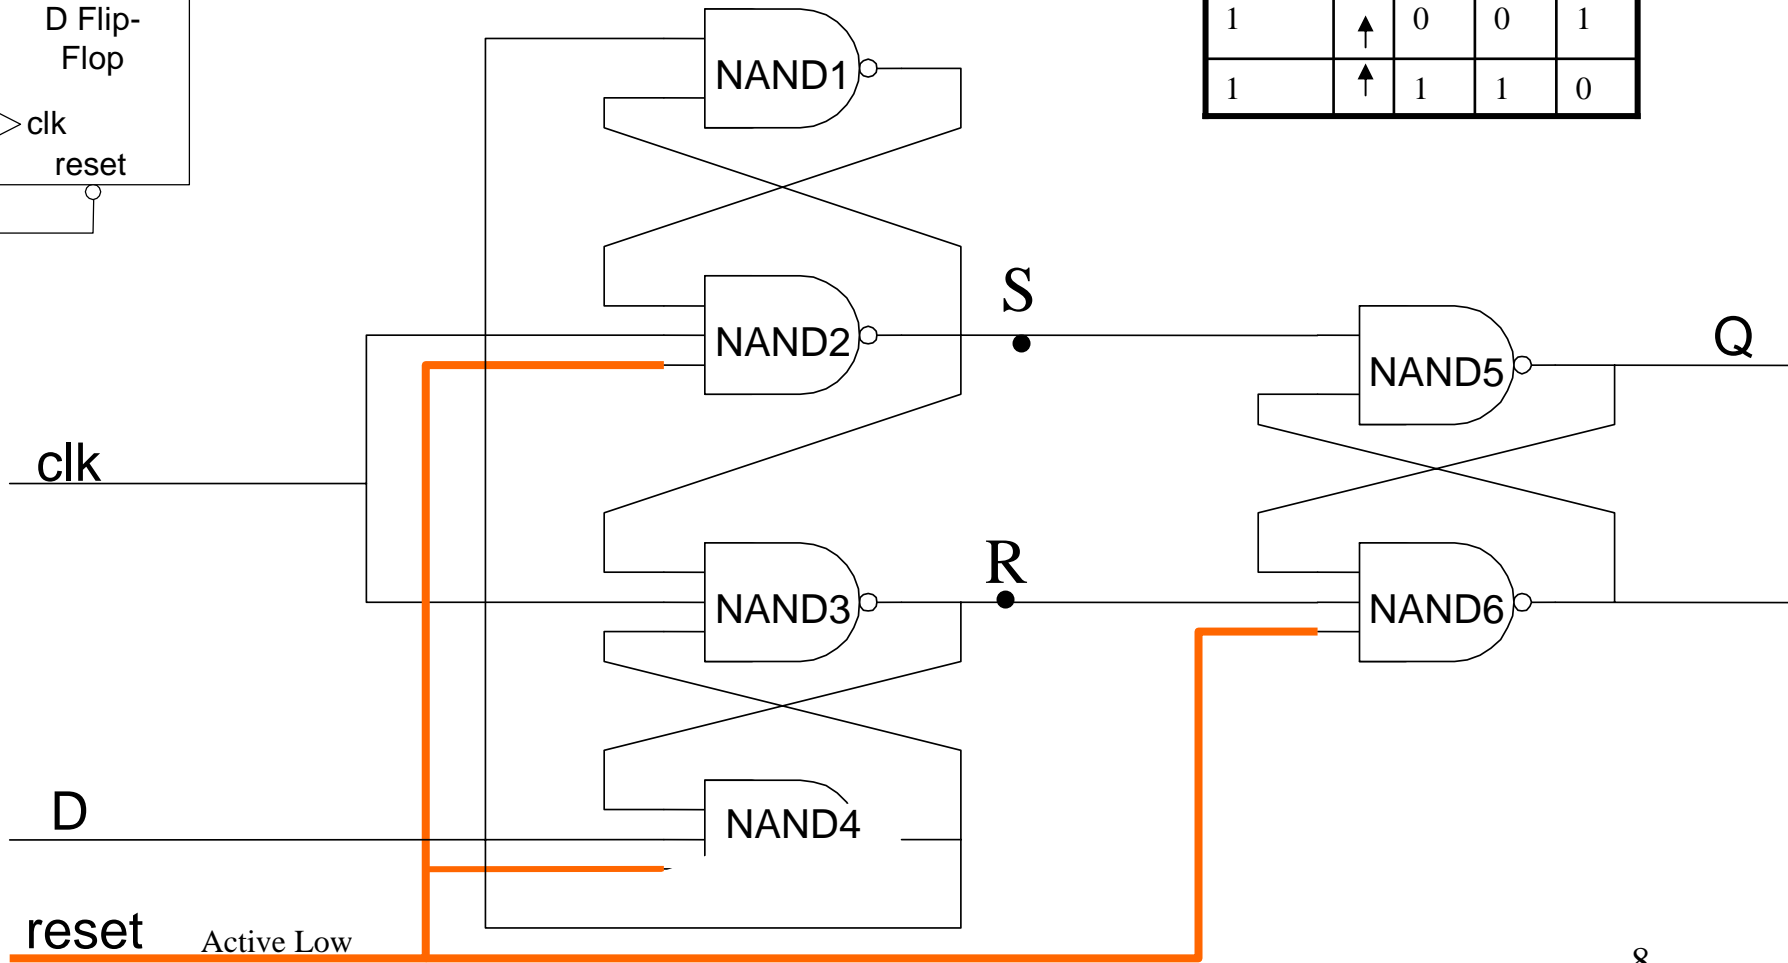 D Flip-
Flop
clk
reset
1 ↑ 0 0 1
1 ↑ 1 1 0
NAND1
NAND2
S
NAND5
Q
clk
NAND3
R
NAND6
D
NAND4
reset
Active Low
8